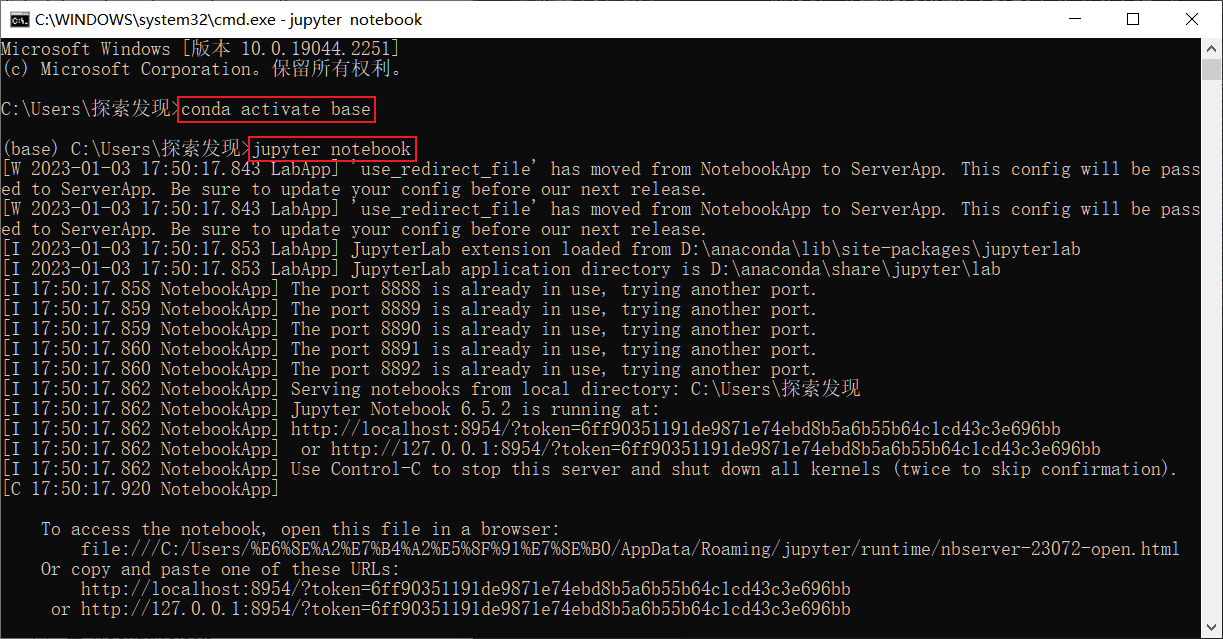 C:\WINDOWS\system32\cmd.exe - jupyter  notebook
Microsoft Windows [版本 10.0.19044.2251]
(c) Microsoft Corporation。保留所有权利。
C:\Users\探索发现>conda activate base
(base) C:\Users\探索发现>jupyter notebook
[W 2023-01-03 17:50:17.843 LabApp] 'use_redirect_file' has moved from NotebookApp to ServerApp. This config will be pass
ed to ServerApp. Be sure to update your config before our next release.
[W 2023-01-03 17:50:17.843 LabApp] 'use_redirect_file' has moved from NotebookApp to ServerApp. This config will be pass
ed to ServerApp. Be sure to update your config before our next release.
[I 2023-01-03 17:50:17.853 LabApp] JupyterLab extension loaded from D:\anaconda\lib\site-packages\jupyterlab
[I 2023-01-03 17:50:17.853 LabApp] JupyterLab application directory is D:\anaconda\share\jupyter\lab
[I 17:50:17.858 NotebookApp] The port 8888 is already in use, trying another port.
[I 17:50:17.859 NotebookApp] The port 8889 is already in use, trying another port.
[I 17:50:17.859 NotebookApp] The port 8890 is already in use, trying another port.
[I 17:50:17.860 NotebookApp] The port 8891 is already in use, trying another port.
[I 17:50:17.860 NotebookApp] The port 8892 is already in use, trying another port.
[I 17:50:17.862 NotebookApp] Serving notebooks from local directory: C:\Users\探索发现
[I 17:50:17.862 NotebookApp] Jupyter Notebook 6.5.2 is running at:
[I 17:50:17.862 NotebookApp] http://localhost:8954/?token=6ff90351191de9871e74ebd8b5a6b55b64c1cd43c3e696bb
[I 17:50:17.862 NotebookApp]  or http://127.0.0.1:8954/?token=6ff90351191de9871e74ebd8b5a6b55b64c1cd43c3e696bb
[I 17:50:17.862 NotebookApp] Use Control-C to stop this server and shut down all kernels (twice to skip confirmation).
[C 17:50:17.920 NotebookApp]
To access the notebook, open this file in a browser:
file:///C:/Users/%E6%8E%A2%E7%B4%A2%E5%8F%91%E7%8E%B0/AppData/Roaming/jupyter/runtime/nbserver-23072-open.html
Or copy and paste one of these URLs:
http://localhost:8954/?token=6ff90351191de9871e74ebd8b5a6b55b64c1cd43c3e696bb
or http://127.0.0.1:8954/?token=6ff90351191de9871e74ebd8b5a6b55b64c1cd43c3e696bb